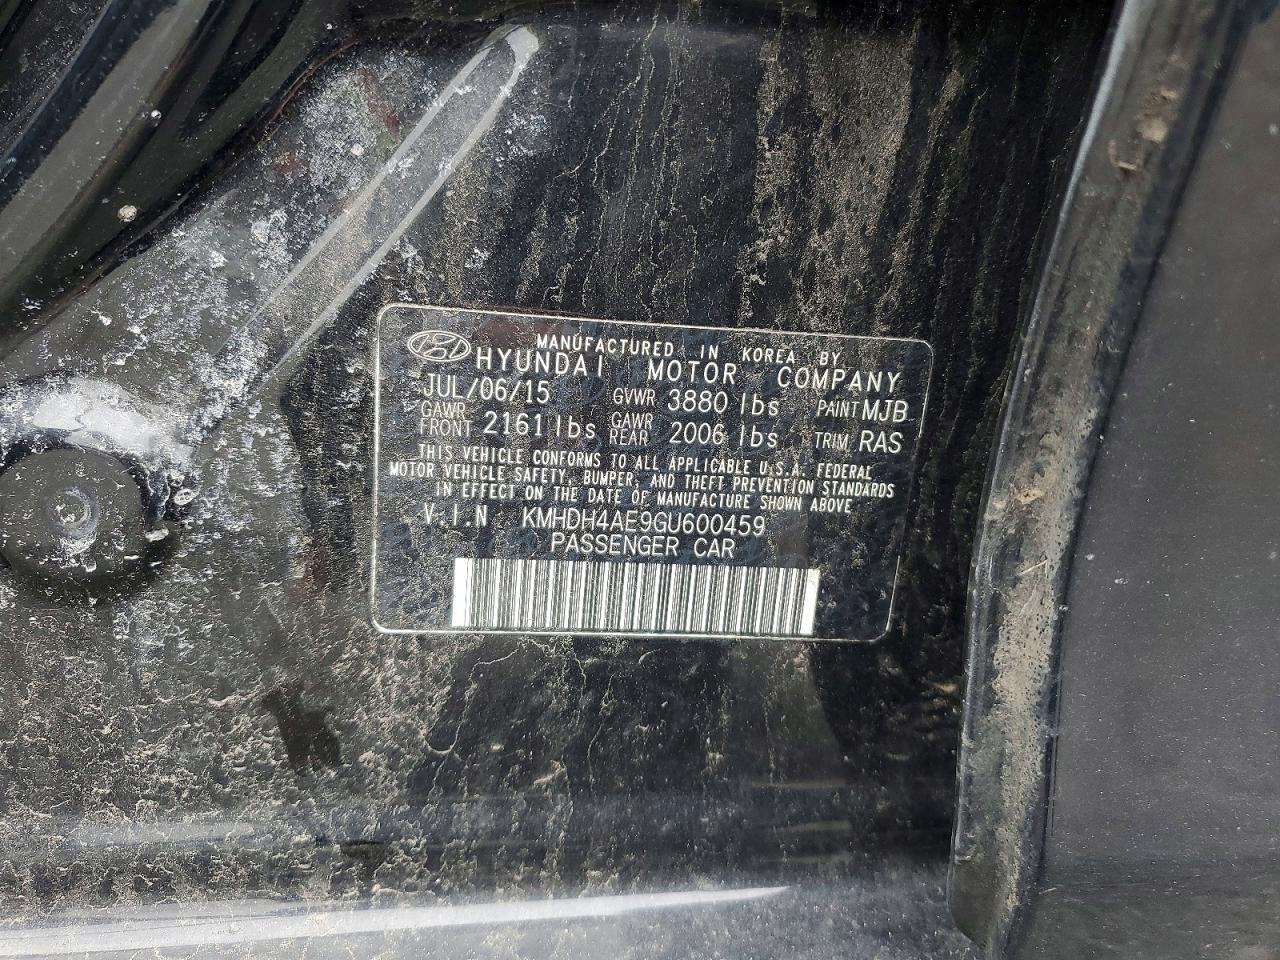 MANUFACTURED IN KOREA BY
HYUNDAI MOTOR COMPANY
JUL/06/15 GVWR 3880 lbs PAINT MJB
GAWR FRONT 2161 lbs GAWR REAR 2006 lbs TRIM RAS
THIS VEHICLE CONFORMS TO ALL APPLICABLE U.S.A. FEDERAL
MOTOR VEHICLE SAFETY, BUMPER, AND THEFT PREVENTION STANDARDS
IN EFFECT ON THE DATE OF MANUFACTURE SHOWN ABOVE
V.I.N KMHDH4AE9GU600459
PASSENGER CAR